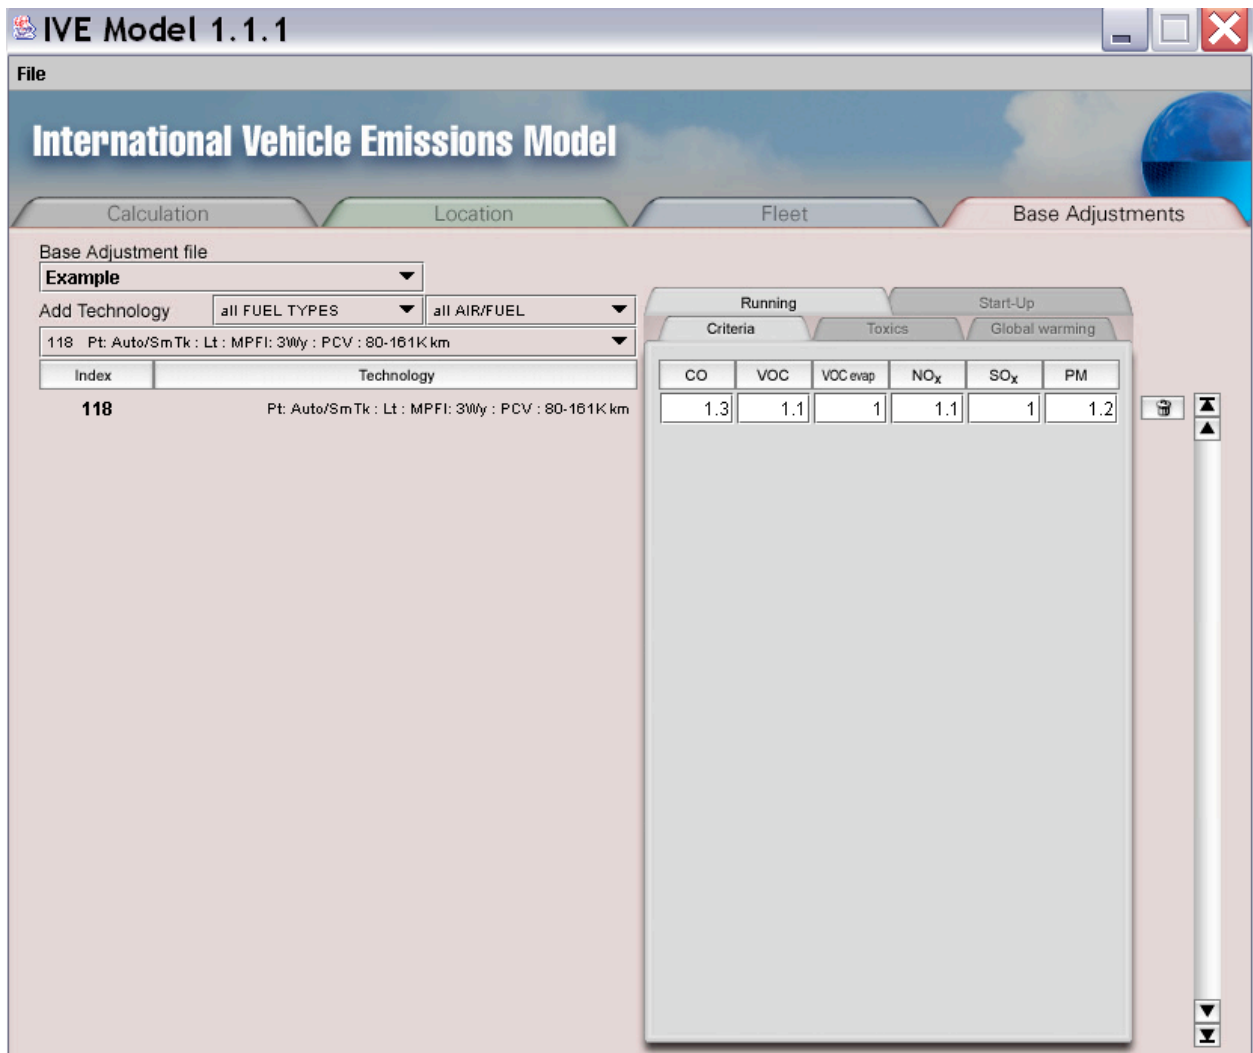 IVE Model 1.1.1
File
International Vehicle Emissions Model
Calculation Location Fleet Base Adjustments
Base Adjustment file
Example
Add Technology all FUEL TYPES all AIR/FUEL
118 Pt: Auto/SmTk : Lt : MPFI: 3Wy : PCV : 80-161K km
Index Technology
118 Pt: Auto/SmTk : Lt : MPFI: 3Wy : PCV : 80-161K km
Running Start-Up
Criteria Toxics Global warming
CO VOC VOC evap NOx SOx PM
1.3 1.1 1 1.1 1 1.2